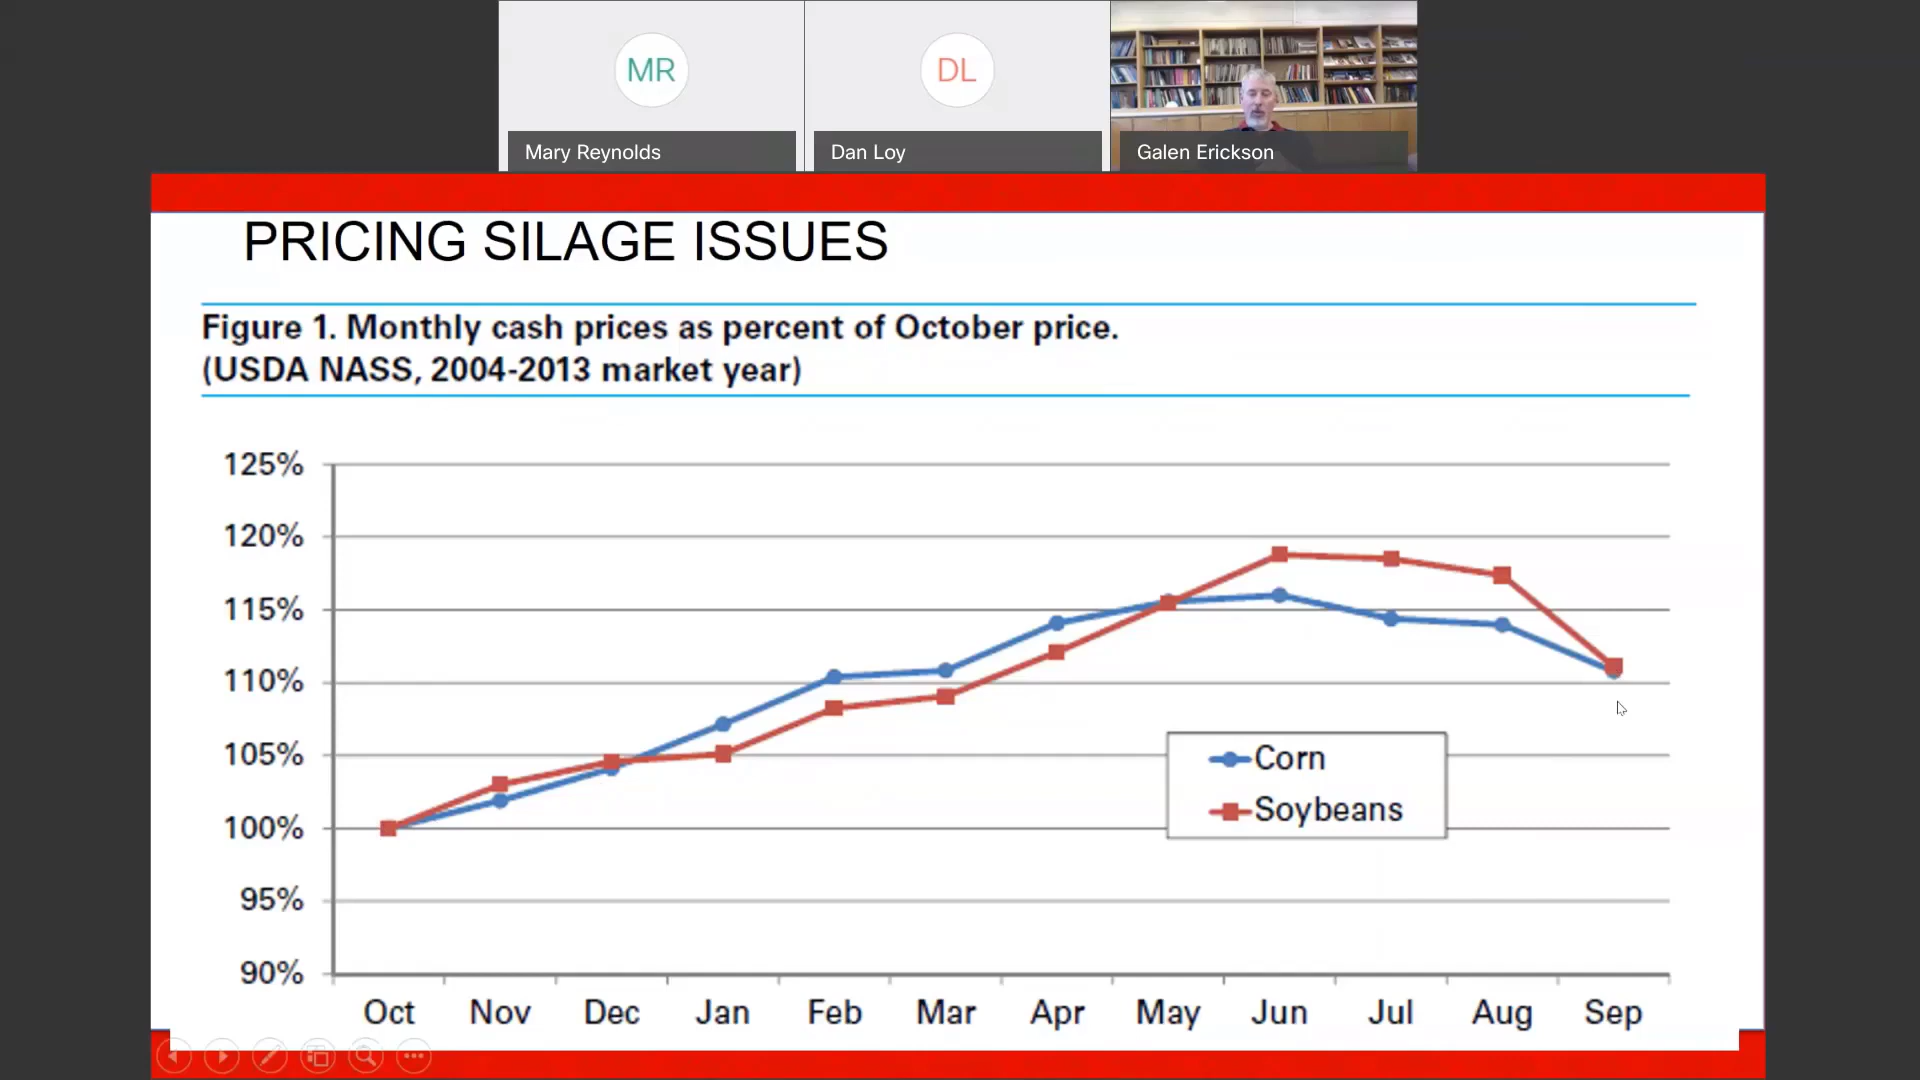 MR
DL
Mary Reynolds
Dan Loy
Galen Erickson
PRICING SILAGE ISSUES
Figure 1. Monthly cash prices as percent of October price.
(USDA NASS, 2004-2013 market year)
125%
120%
115%
110%
105%
100%
95%
90%
Corn
Soybeans
Oct Nov Dec Jan Feb Mar Apr May Jun Jul Aug Sep